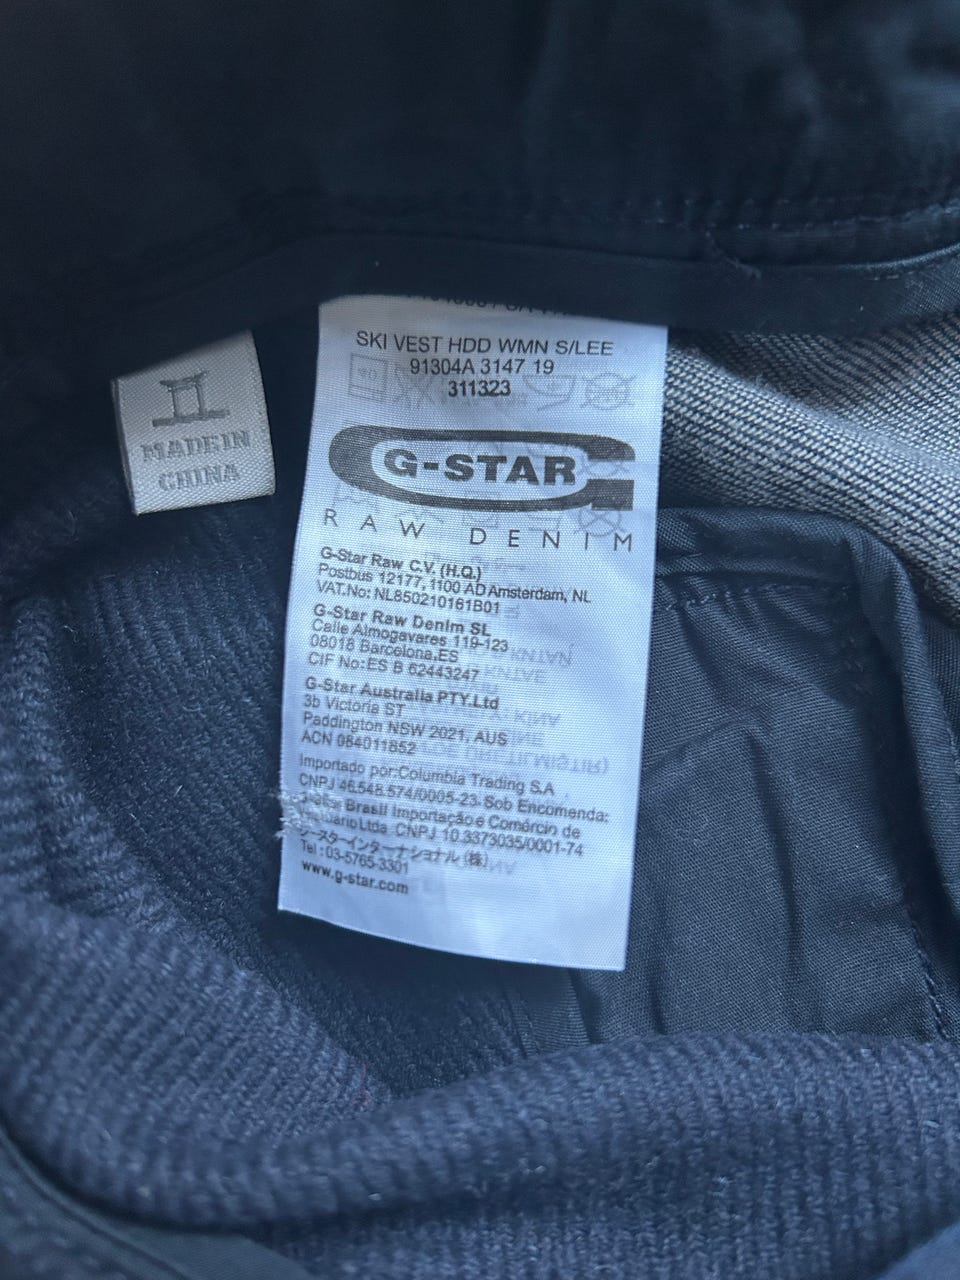 MADE IN
CHINA
SKI VEST HDD WMN S/LEE
91304A 3147 19
311323
G-STAR
RAW DENIM
G-Star Raw C.V. (H.Q.)
Postbus 12177, 1100 AD Amsterdam, NL
VAT.No: NL850210161B01
G-Star Raw Denim SL
Calle Almogavares 119-123
08018 Barcelona,ES
CIF No:ES B 62443247
G-Star Australia PTY.Ltd
3b Victoria ST
Paddington NSW 2021, AUS
ACN 084011852
Importado por:Columbia Trading S.A
CNPJ 46.548.574/0005-23 Sob Encomenda:
Brasil Importação e Comércio de
Ltda CNPJ 10.3373035/0001-74
ースターインターナショナル (株)
Tel : 03-5765-3301
www.g-star.com